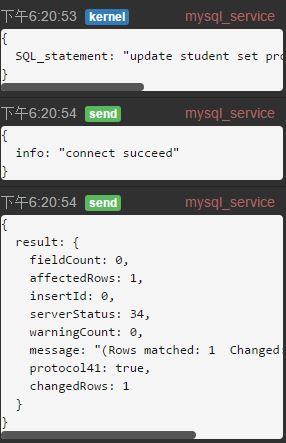 下午6:20:53 kernel mysql_service
{
SQL_statement: "update student set pro
}
下午6:20:54 send mysql_service
{
info: "connect succeed"
}
下午6:20:54 send mysql_service
{
result: {
fieldCount: 0,
affectedRows: 1,
insertId: 0,
serverStatus: 34,
warningCount: 0,
message: "(Rows matched: 1  Changed:
protocol41: true,
changedRows: 1
}
}